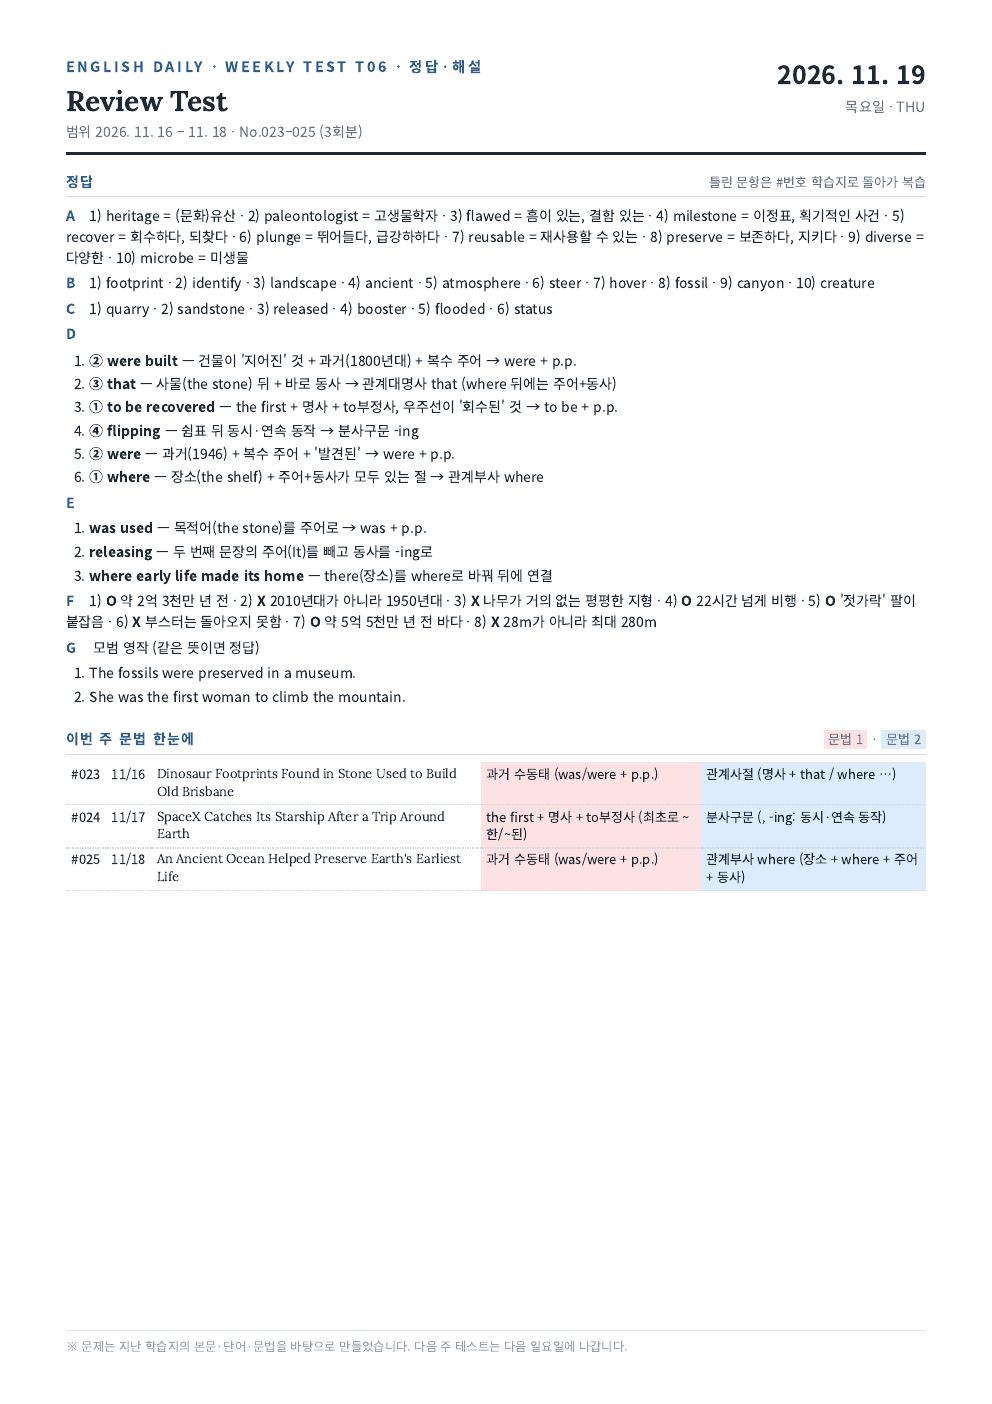 ENGLISH DAILY · WEEKLY TEST T06 · 정답·해설
2026. 11. 19
Review Test
목요일 · THU
범위 2026. 11. 16 – 11. 18 · No.023–025 (3회분)
정답
틀린 문항은 #번호 학습지로 돌아가 복습
A 1) heritage = (문화)유산 · 2) paleontologist = 고생물학자 · 3) flawed = 흠이 있는, 결함 있는 · 4) milestone = 이정표, 획기적인 사건 · 5)
recover = 회수하다, 되찾다 · 6) plunge = 뛰어들다, 급강하하다 · 7) reusable = 재사용할 수 있는 · 8) preserve = 보존하다, 지키다 · 9) diverse =
다양한 · 10) microbe = 미생물
B 1) footprint · 2) identify · 3) landscape · 4) ancient · 5) atmosphere · 6) steer · 7) hover · 8) fossil · 9) canyon · 10) creature
C 1) quarry · 2) sandstone · 3) released · 4) booster · 5) flooded · 6) status
D
1. ② were built — 건물이 '지어진' 것 + 과거(1800년대) + 복수 주어 → were + p.p.
2. ③ that — 사물(the stone) 뒤 + 바로 동사 → 관계대명사 that (where 뒤에는 주어+동사)
3. ① to be recovered — the first + 명사 + to부정사, 우주선이 '회수된' 것 → to be + p.p.
4. ④ flipping — 쉼표 뒤 동시·연속 동작 → 분사구문 -ing
5. ② were — 과거(1946) + 복수 주어 + '발견된' → were + p.p.
6. ① where — 장소(the shelf) + 주어+동사가 모두 있는 절 → 관계부사 where
E
1. was used — 목적어(the stone)를 주어로 → was + p.p.
2. releasing — 두 번째 문장의 주어(It)를 빼고 동사를 -ing로
3. where early life made its home — there(장소)를 where로 바꿔 뒤에 연결
F 1) O 약 2억 3천만 년 전 · 2) X 2010년대가 아니라 1950년대 · 3) X 나무가 거의 없는 평평한 지형 · 4) O 22시간 넘게 비행 · 5) O '젓가락' 팔이
붙잡음 · 6) X 부스터는 돌아오지 못함 · 7) O 약 5억 5천만 년 전 바다 · 8) X 28m가 아니라 최대 280m
G 모범 영작 (같은 뜻이면 정답)
1. The fossils were preserved in a museum.
2. She was the first woman to climb the mountain.
이번 주 문법 한눈에
문법 1 · 문법 2
#023 11/16 Dinosaur Footprints Found in Stone Used to Build 과거 수동태 (was/were + p.p.) 관계사절 (명사 + that / where …)
Old Brisbane
#024 11/17 SpaceX Catches Its Starship After a Trip Around the first + 명사 + to부정사 (최초로 ~ 분사구문 (, -ing: 동시·연속 동작)
Earth 한/~된)
#025 11/18 An Ancient Ocean Helped Preserve Earth's Earliest 과거 수동태 (was/were + p.p.) 관계부사 where (장소 + where + 주어
Life + 동사)
※ 문제는 지난 학습지의 본문·단어·문법을 바탕으로 만들었습니다. 다음 주 테스트는 다음 일요일에 나갑니다.